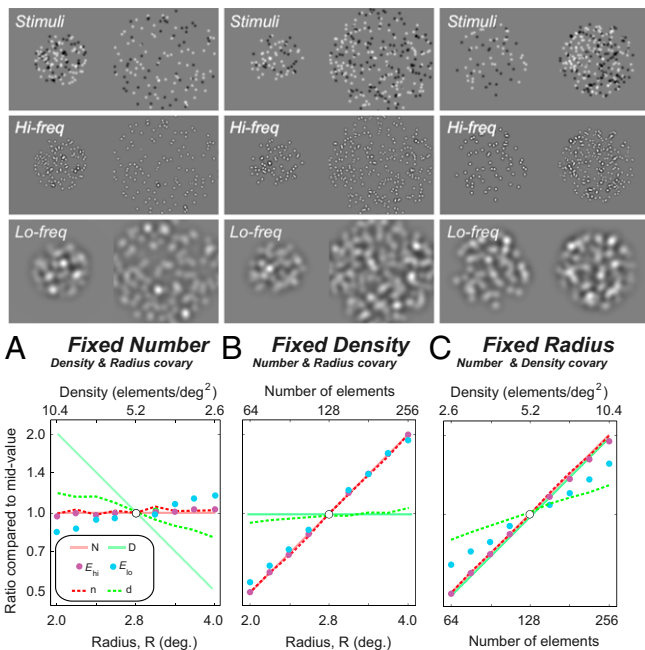 Stimuli
Stimuli
Stimuli
Hi-freq
Hi-freq
Hi-freq
Lo-freq
Lo-freq
Lo-freq
A Fixed Number
Density & Radius covary
B Fixed Density
Number & Radius covary
C Fixed Radius
Number & Density covary
Density (elements/deg²)
10.4 5.2 2.6
Number of elements
64 128 256
Density (elements/deg²)
2.6 5.2 10.4
Ratio compared to mid-value
2.0
1.4
1.0
0.7
0.5
N D
Ehi Elo
n d
2.0 2.8 4.0
Radius, R (deg.)
2.0 2.8 4.0
Radius, R (deg.)
64 128 256
Number of elements